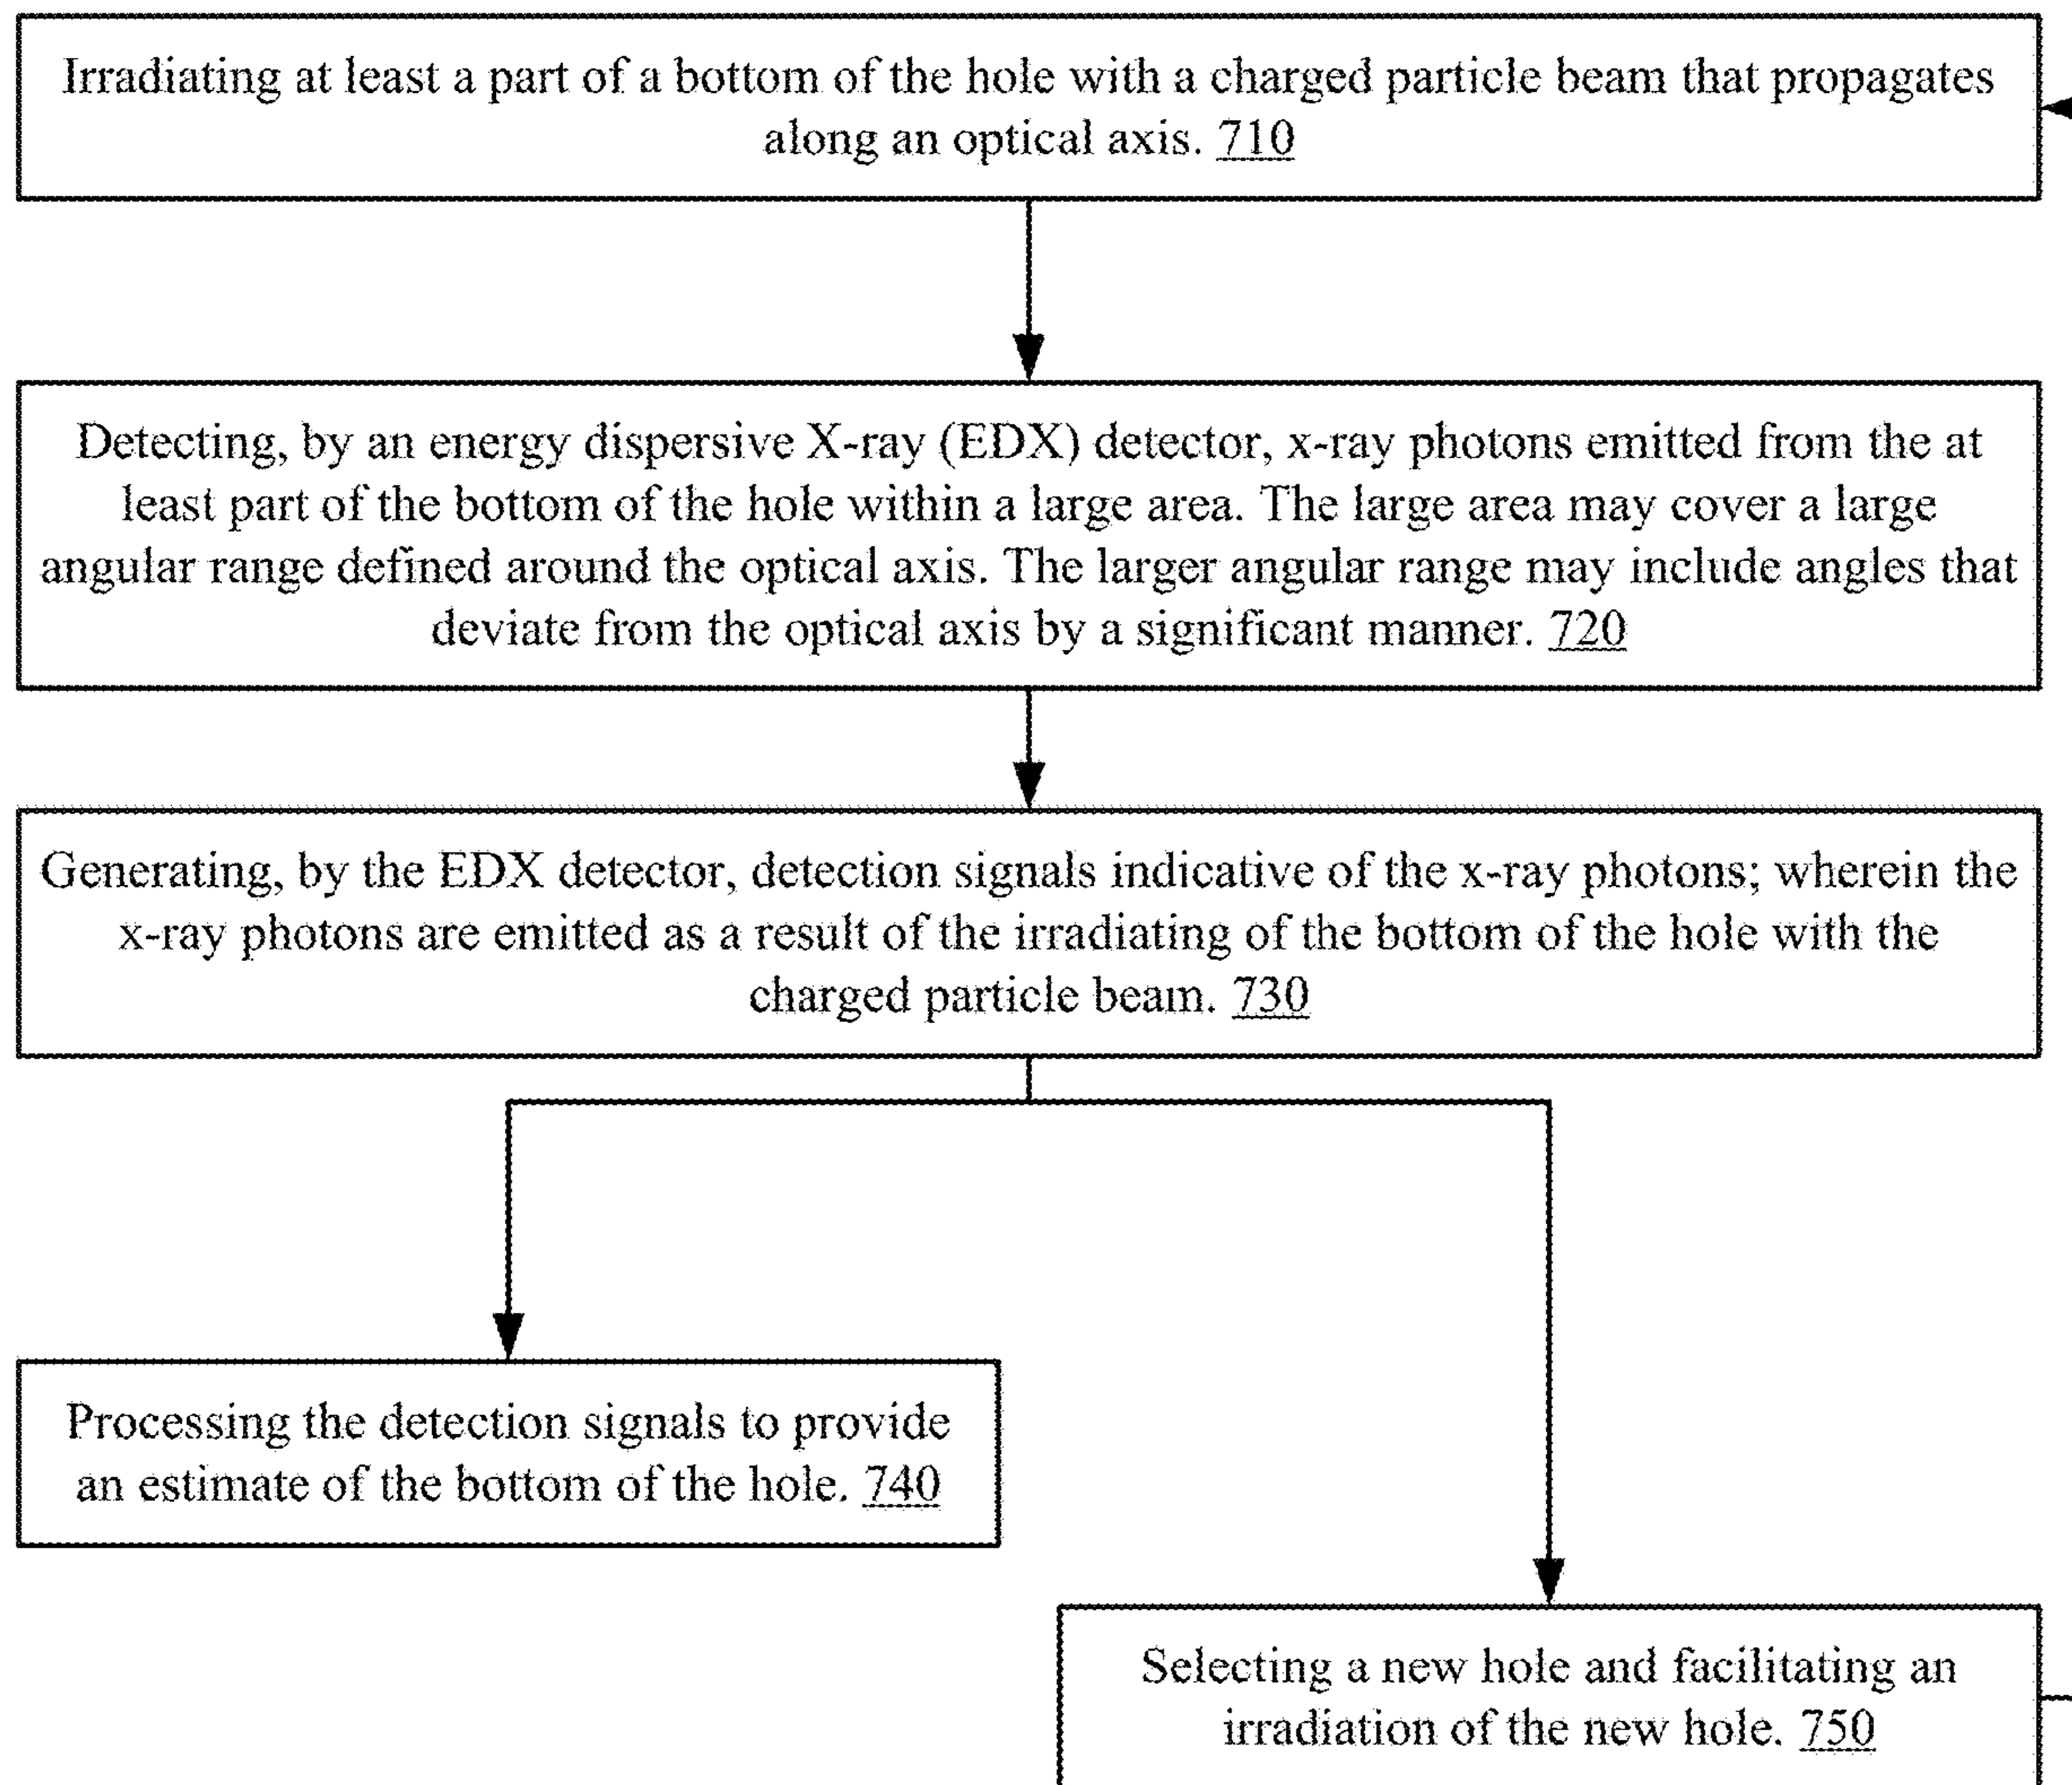 Irradiating at least a part of a bottom of the hole with a charged particle beam that propagates
along an optical axis. 710
Detecting, by an energy dispersive X-ray (EDX) detector, x-ray photons emitted from the at
least part of the bottom of the hole within a large area. The large area may cover a large
angular range defined around the optical axis. The larger angular range may include angles that
deviate from the optical axis by a significant manner. 720
Generating, by the EDX detector, detection signals indicative of the x-ray photons; wherein the
x-ray photons are emitted as a result of the irradiating of the bottom of the hole with the
charged particle beam. 730
Processing the detection signals to provide
an estimate of the bottom of the hole. 740
Selecting a new hole and facilitating an
irradiation of the new hole. 750